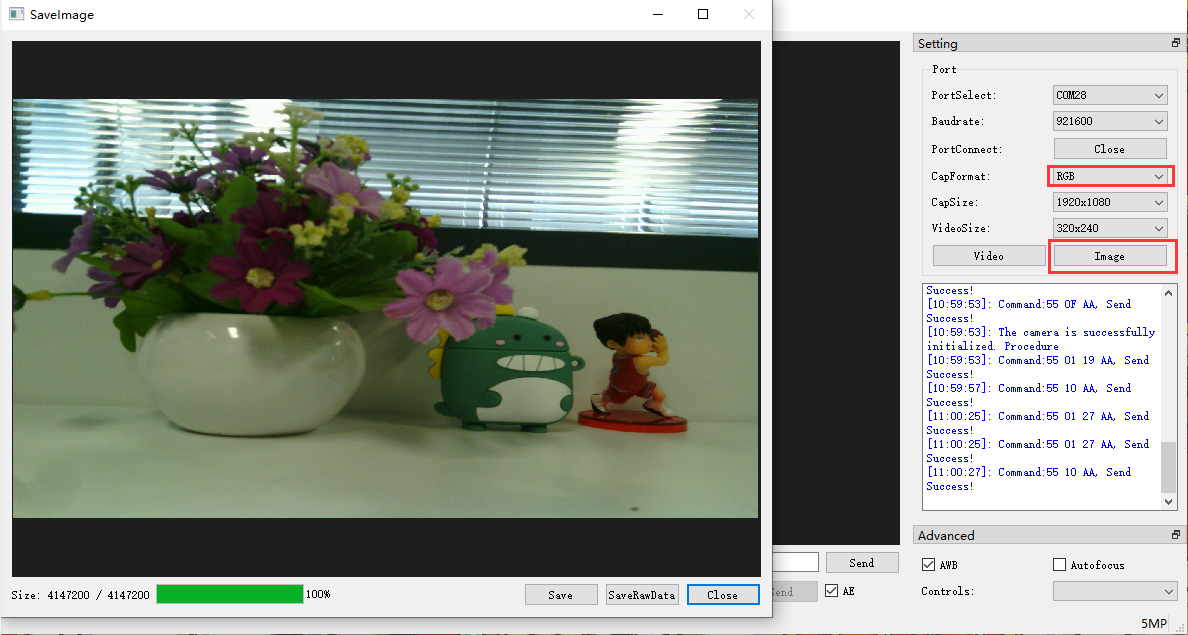 SaveImage
Size: 4147200 / 4147200
100%
Save
SaveRawData
Close
Setting
Port
PortSelect:
COM28
Baudrate:
921600
PortConnect:
Close
CapFormat:
RGB
CapSize:
1920x1080
VideoSize:
320x240
Video
Image
Success!
[10:59:53]: Command:55 0F AA, Send
Success!
[10:59:53]: The camera is successfully
initialized. Procedure
[10:59:53]: Command:55 01 19 AA, Send
Success!
[10:59:57]: Command:55 10 AA, Send
Success!
[11:00:25]: Command:55 01 27 AA, Send
Success!
[11:00:25]: Command:55 01 27 AA, Send
Success!
[11:00:27]: Command:55 10 AA, Send
Success!
Send
end
AE
Advanced
AWB
Autofocus
Controls:
5MP